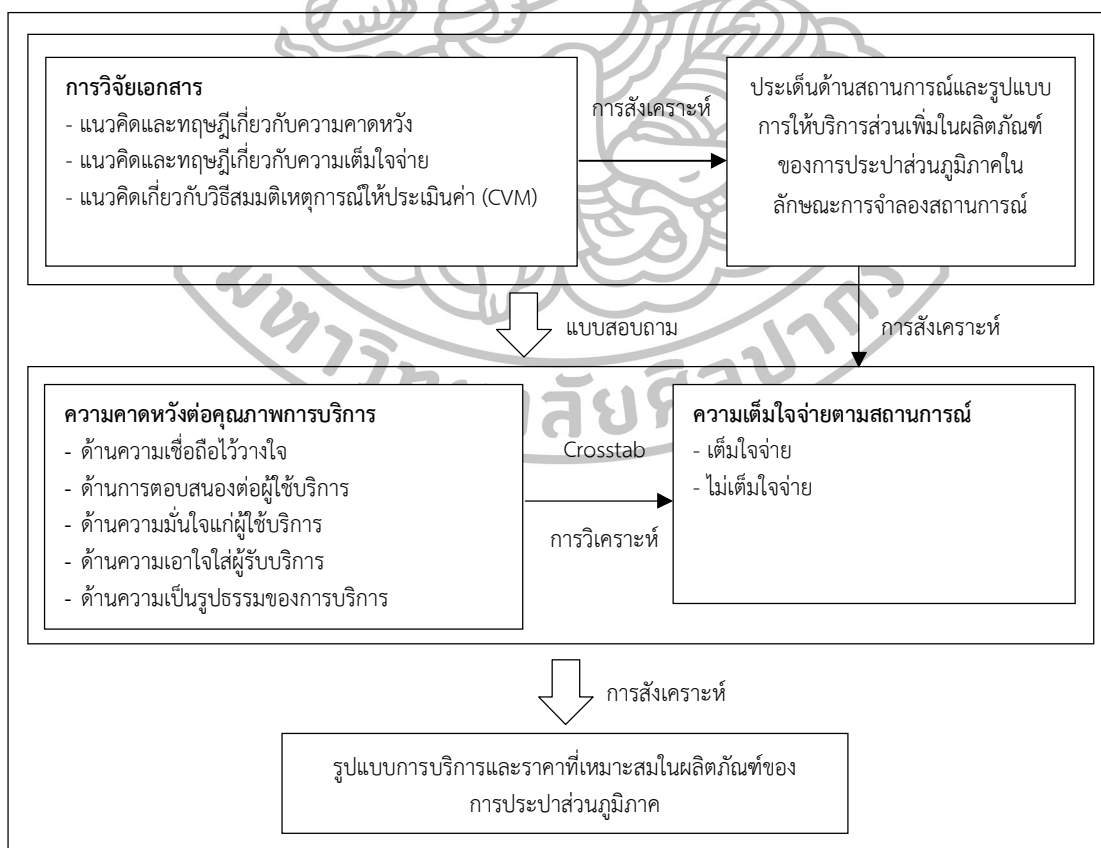 การวิจัยเอกสาร
- แนวคิดและทฤษฎีเกี่ยวกับความคาดหวัง
- แนวคิดและทฤษฎีเกี่ยวกับความเต็มใจจ่าย
- แนวคิดเกี่ยวกับวิธีสมมติเหตุการณ์ให้ประเมินค่า (CVM)
การสังเคราะห์
ประเด็นด้านสถานการณ์และรูปแบบ
การให้บริการส่วนเพิ่มในผลิตภัณฑ์
ของการประปาส่วนภูมิภาคใน
ลักษณะการจำลองสถานการณ์
แบบสอบถาม
การสังเคราะห์
ความคาดหวังต่อคุณภาพการบริการ
- ด้านความเชื่อถือไว้วางใจ
- ด้านการตอบสนองต่อผู้ใช้บริการ
- ด้านความมั่นใจแก่ผู้ใช้บริการ
- ด้านความเอาใจใส่ผู้รับบริการ
- ด้านความเป็นรูปธรรมของการบริการ
Crosstab
การวิเคราะห์
ความเต็มใจจ่ายตามสถานการณ์
- เต็มใจจ่าย
- ไม่เต็มใจจ่าย
การสังเคราะห์
รูปแบบการบริการและราคาที่เหมาะสมในผลิตภัณฑ์ของ
การประปาส่วนภูมิภาค